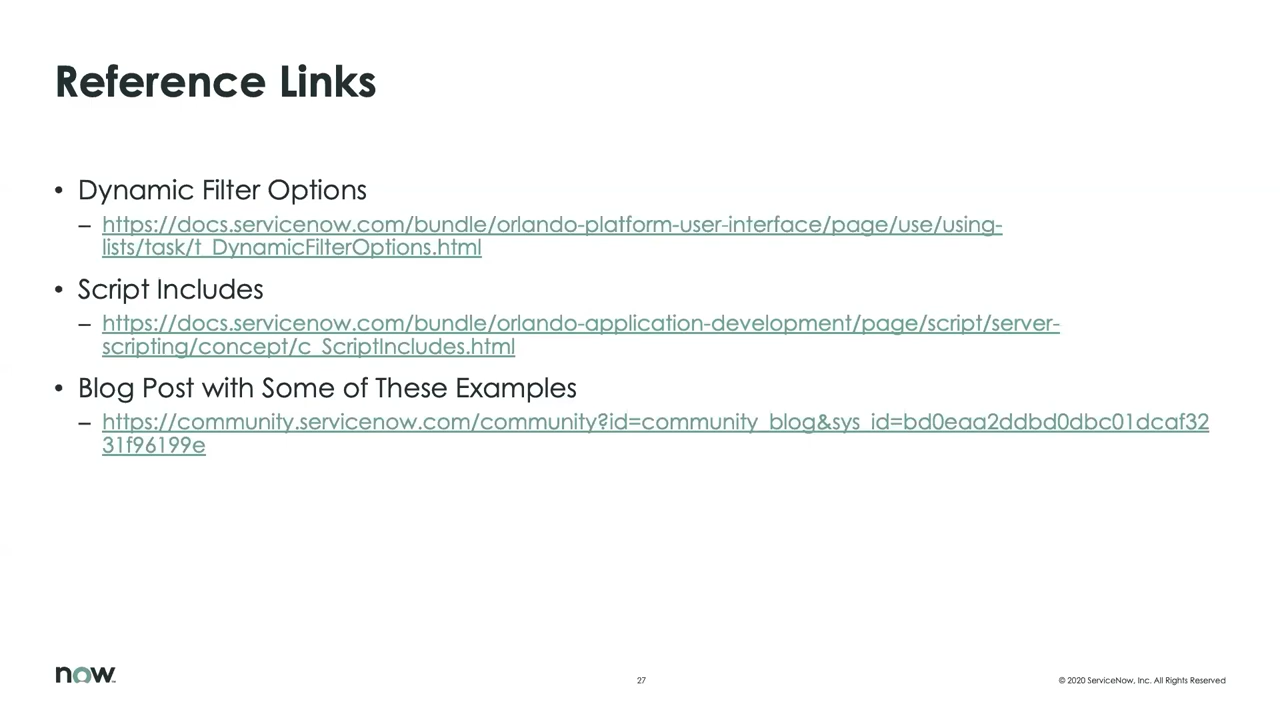 Reference Links
• Dynamic Filter Options
– https://docs.servicenow.com/bundle/orlando-platform-user-interface/page/use/using-
lists/task/t_DynamicFilterOptions.html
• Script Includes
– https://docs.servicenow.com/bundle/orlando-application-development/page/script/server-
scripting/concept/c_ScriptIncludes.html
• Blog Post with Some of These Examples
– https://community.servicenow.com/community?id=community_blog&sys_id=bd0eaa2ddbd0dbc01dcaf32
31f96199e
now
27
© 2020 ServiceNow, Inc. All Rights Reserved